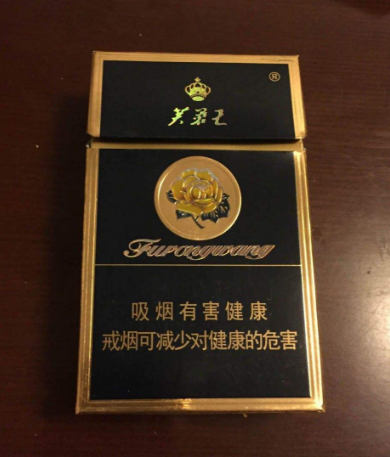 ®
芙蓉王
Furongwang
吸烟有害健康
戒烟可减少对健康的危害